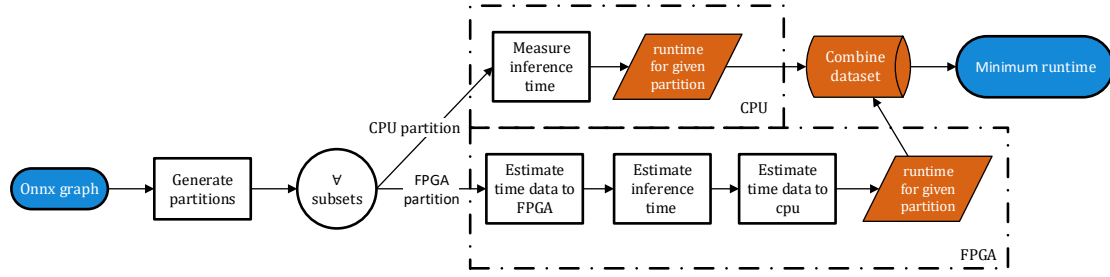 Onnx graph
Generate
partitions
∀
subsets
CPU partition
FPGA
partition
Measure
inference
time
runtime
for given
partition
CPU
Combine
dataset
Minimum runtime
Estimate
time data to
FPGA
Estimate
inference
time
Estimate
time data to
cpu
runtime
for given
partition
FPGA